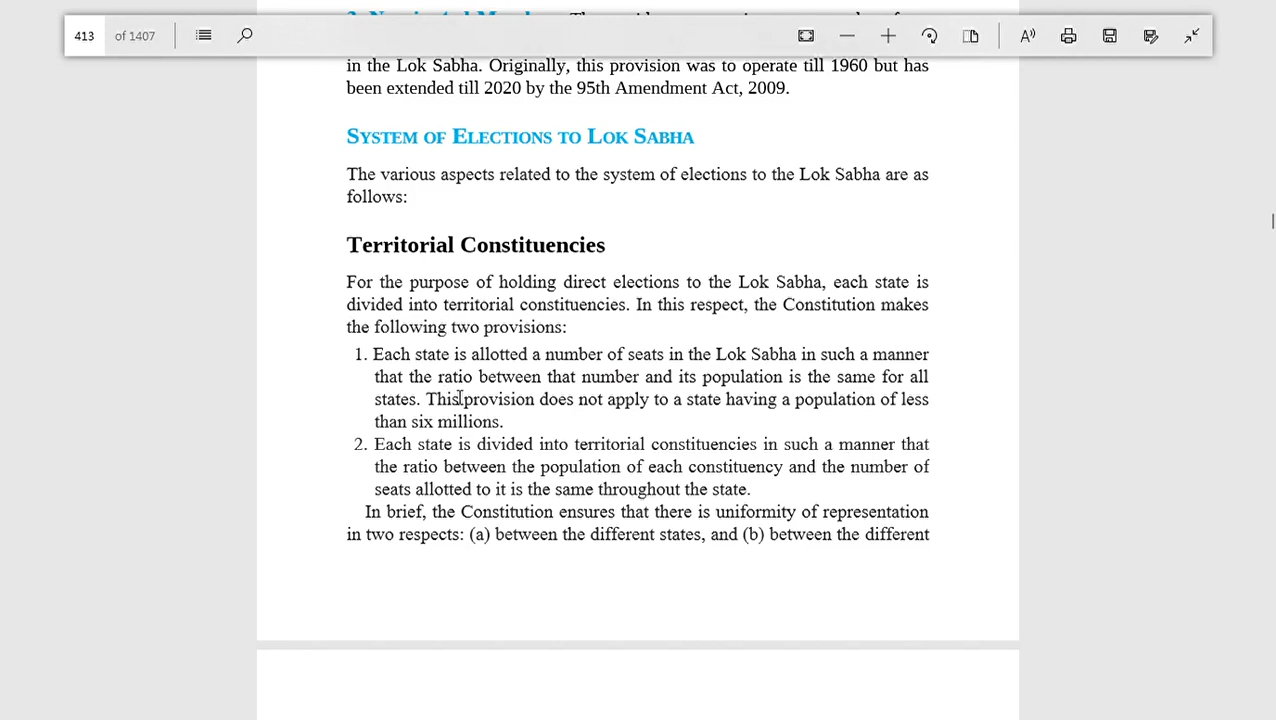 413 of 1407
in the Lok Sabha. Originally, this provision was to operate till 1960 but has
been extended till 2020 by the 95th Amendment Act, 2009.
SYSTEM OF ELECTIONS TO LOK SABHA
The various aspects related to the system of elections to the Lok Sabha are as
follows:
Territorial Constituencies
For the purpose of holding direct elections to the Lok Sabha, each state is
divided into territorial constituencies. In this respect, the Constitution makes
the following two provisions:
1. Each state is allotted a number of seats in the Lok Sabha in such a manner
that the ratio between that number and its population is the same for all
states. This provision does not apply to a state having a population of less
than six millions.
2. Each state is divided into territorial constituencies in such a manner that
the ratio between the population of each constituency and the number of
seats allotted to it is the same throughout the state.
In brief, the Constitution ensures that there is uniformity of representation
in two respects: (a) between the different states, and (b) between the different